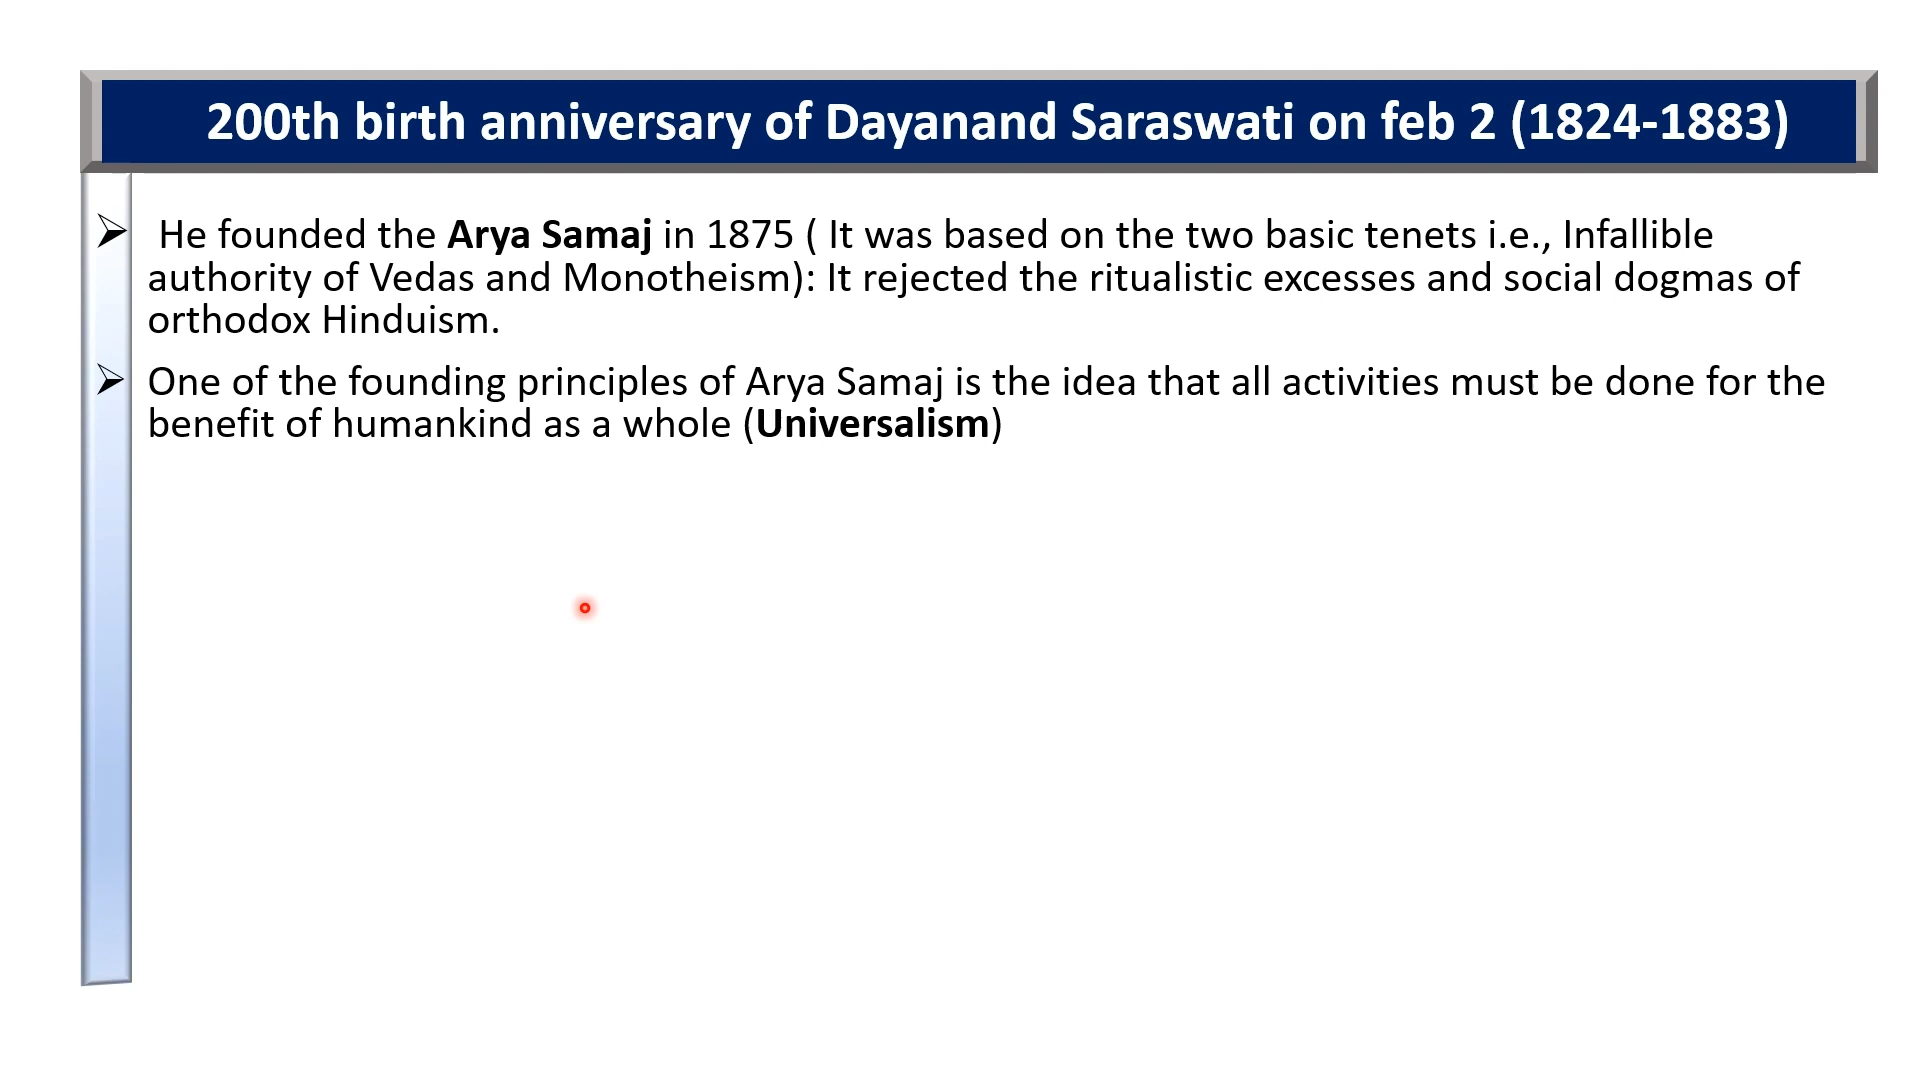 200th birth anniversary of Dayanand Saraswati on feb 2 (1824-1883)
He founded the Arya Samaj in 1875 ( It was based on the two basic tenets i.e., Infallible
authority of Vedas and Monotheism): It rejected the ritualistic excesses and social dogmas of
orthodox Hinduism.
One of the founding principles of Arya Samaj is the idea that all activities must be done for the
benefit of humankind as a whole (Universalism)